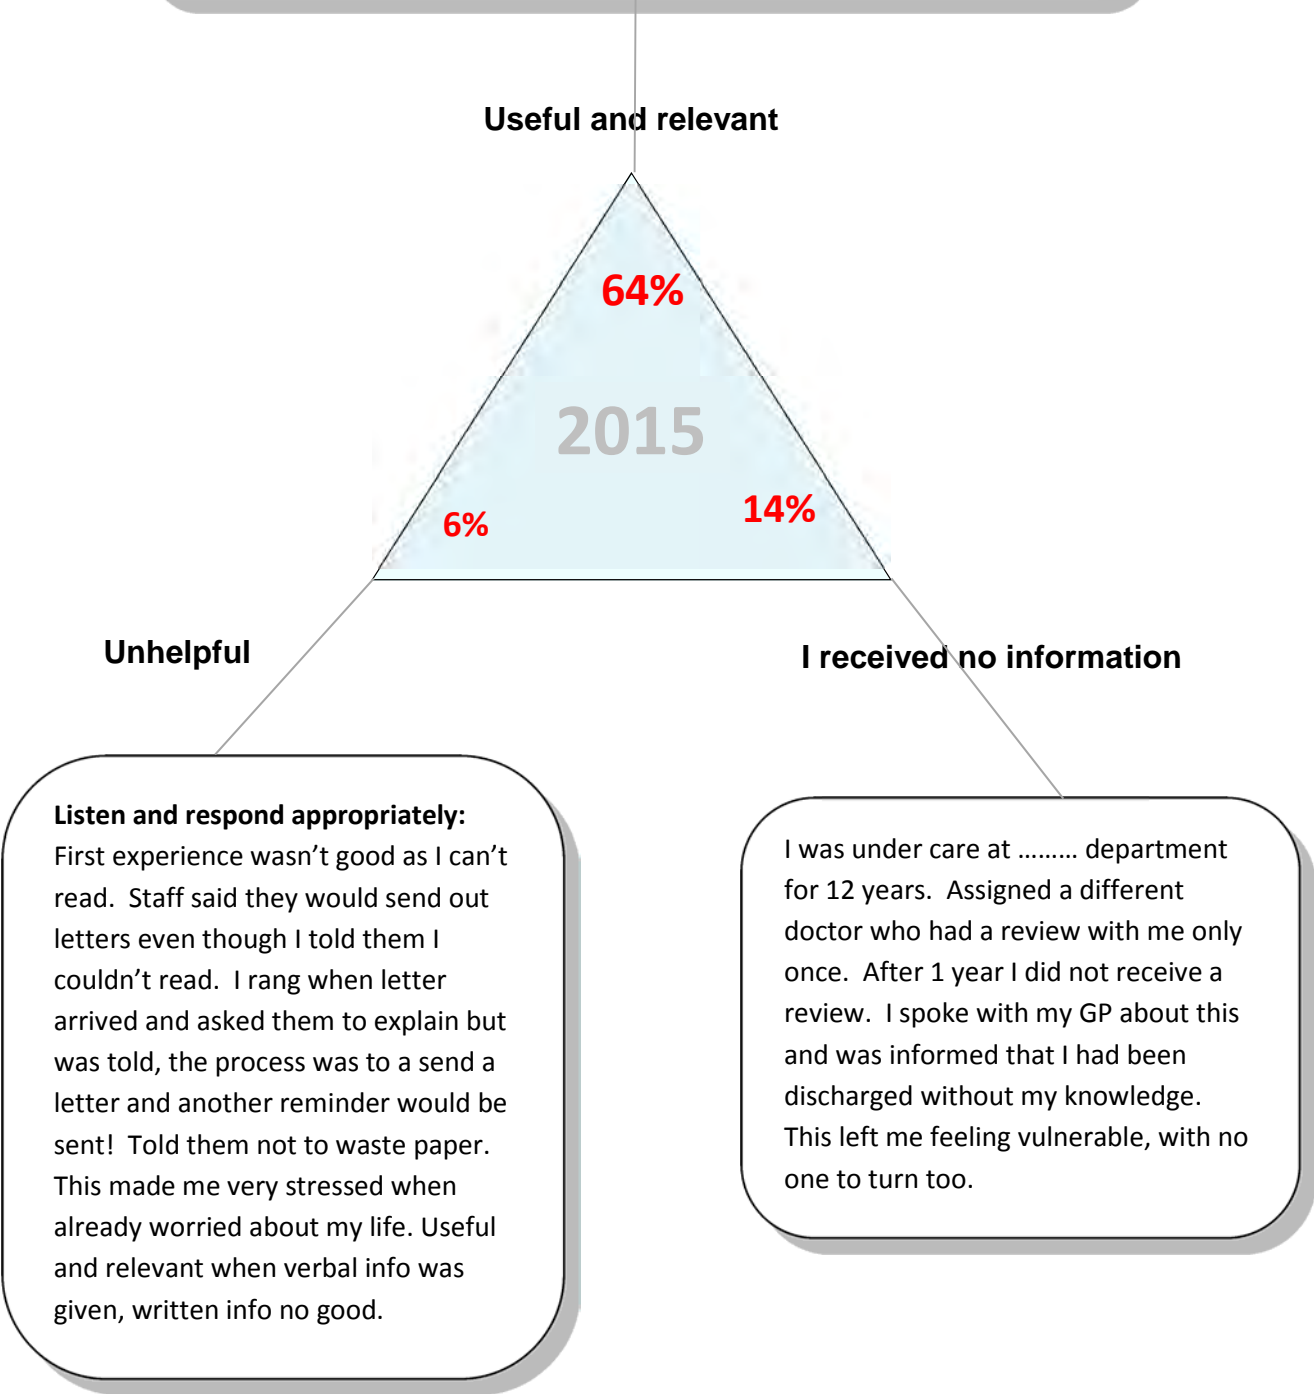 Useful and relevant
64%
2015
6%
14%
Unhelpful
I received no information
Listen and respond appropriately:
First experience wasn’t good as I can’t
read.  Staff said they would send out
letters even though I told them I
couldn’t read.  I rang when letter
arrived and asked them to explain but
was told, the process was to a send a
letter and another reminder would be
sent!  Told them not to waste paper.
This made me very stressed when
already worried about my life. Useful
and relevant when verbal info was
given, written info no good.
I was under care at ……… department
for 12 years.  Assigned a different
doctor who had a review with me only
once.  After 1 year I did not receive a
review.  I spoke with my GP about this
and was informed that I had been
discharged without my knowledge.
This left me feeling vulnerable, with no
one to turn too.